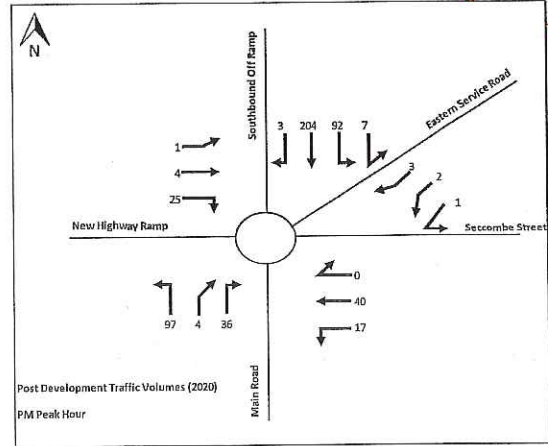 N
Southbound Off Ramp
Eastern Service Road
3 204 92 7
1
4
25
3
2
1
New Highway Ramp
Seccombe Street
0
40
17
97 4 36
Main Road
Post Development Traffic Volumes (2020)
PM Peak Hour